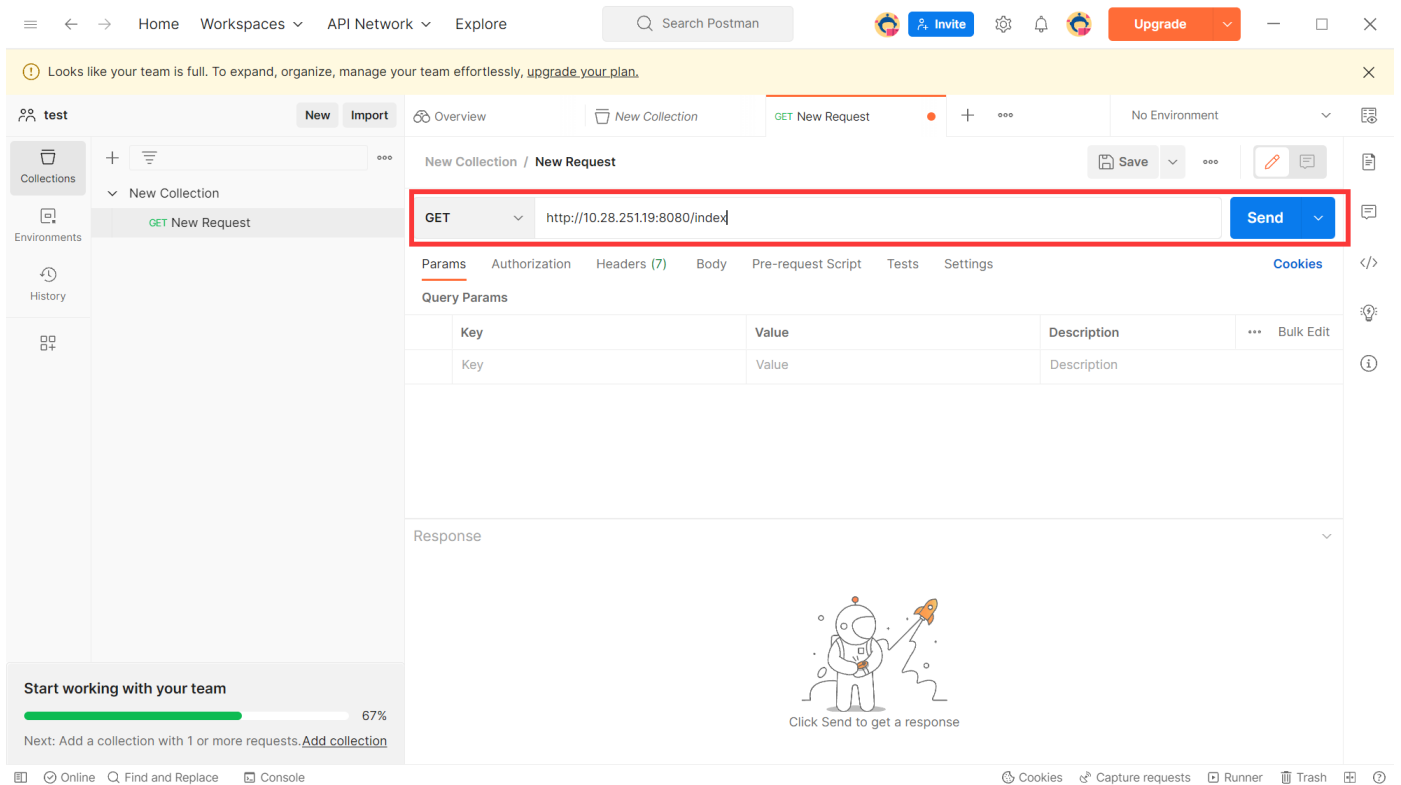 Home Workspaces API Network Explore Search Postman Invite Upgrade
Looks like your team is full. To expand, organize, manage your team effortlessly, upgrade your plan.
test New Import
Overview New Collection GET New Request No Environment
Collections
Environments
History
New Collection
GET New Request
New Collection / New Request Save
GET http://10.28.251.19:8080/index Send
Params Authorization Headers (7) Body Pre-request Script Tests Settings Cookies
Query Params
Key Value Description Bulk Edit
Key Value Description
Response
Click Send to get a response
Start working with your team
67%
Next: Add a collection with 1 or more requests. Add collection
Online Find and Replace Console Cookies Capture requests Runner Trash